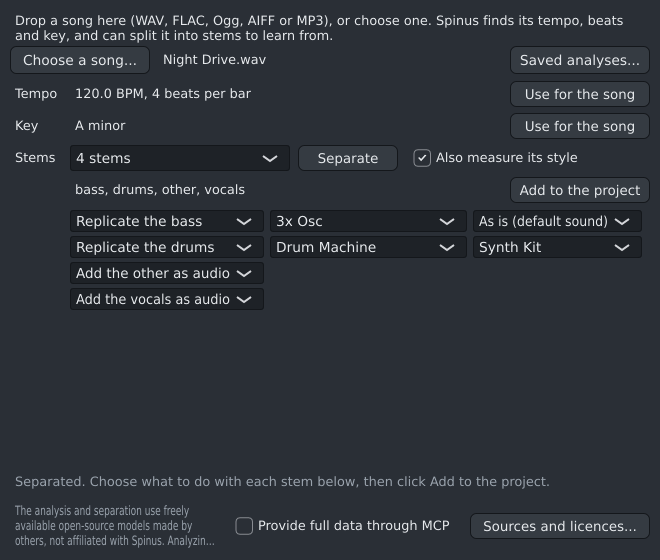 Drop a song here (WAV, FLAC, Ogg, AIFF or MP3), or choose one. Spinus finds its tempo, beats
and key, and can split it into stems to learn from.
Choose a song... Night Drive.wav Saved analyses...
Tempo 120.0 BPM, 4 beats per bar Use for the song
Key A minor Use for the song
Stems 4 stems Separate Also measure its style
bass, drums, other, vocals Add to the project
Replicate the bass 3x Osc As is (default sound)
Replicate the drums Drum Machine Synth Kit
Add the other as audio
Add the vocals as audio
Separated. Choose what to do with each stem below, then click Add to the project.
The analysis and separation use freely
available open-source models made by
others, not affiliated with Spinus. Analyzin...
Provide full data through MCP Sources and licences...